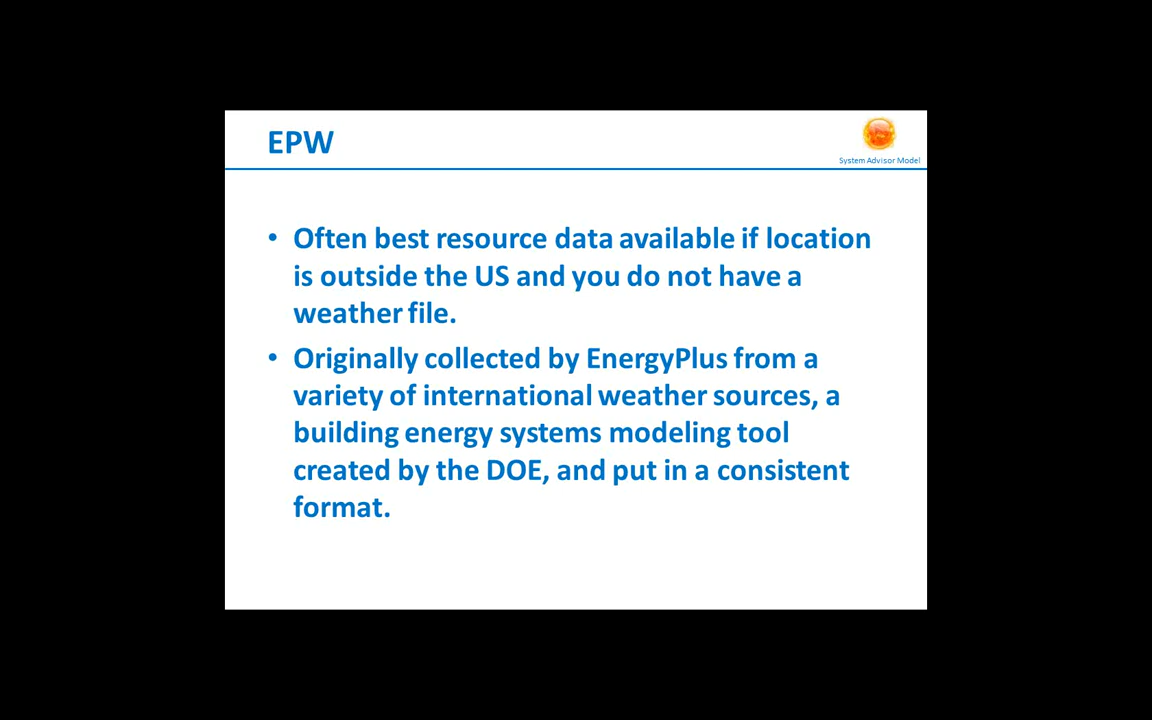 EPW
System Advisor Model
• Often best resource data available if location
is outside the US and you do not have a
weather file.
• Originally collected by EnergyPlus from a
variety of international weather sources, a
building energy systems modeling tool
created by the DOE, and put in a consistent
format.